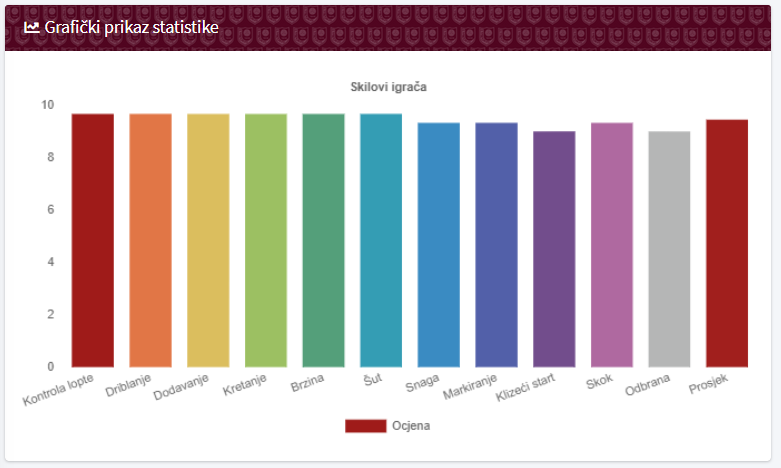 Grafički prikaz statistike
Skilovi igrača
10
8
6
4
2
0
Kontrola lopte
Driblanje
Dodavanje
Kretanje
Brzina
Šut
Snaga
Markiranje
Klizeći start
Skok
Odbrana
Prosjek
Ocjena